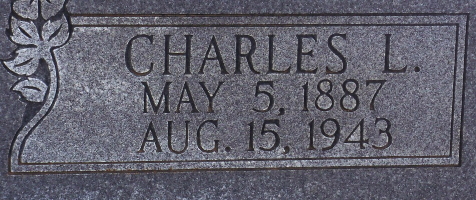 CHARLES L.
MAY 5, 1887
AUG. 15, 1943